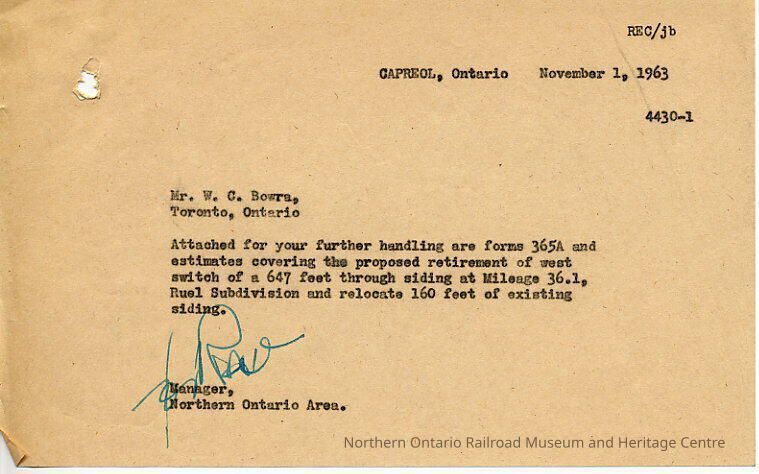 REC/jb
CAPREOL, Ontario November 1, 1963
4430-1
Mr. W. C. Bowra,
Toronto, Ontario
Attached for your further handling are forms 365A and
estimates covering the proposed retirement of west
switch of a 647 feet through siding at Mileage 36.1,
Ruel Subdivision and relocate 160 feet of existing
siding.
Manager,
Northern Ontario Area.
Northern Ontario Railroad Museum and Heritage Centre